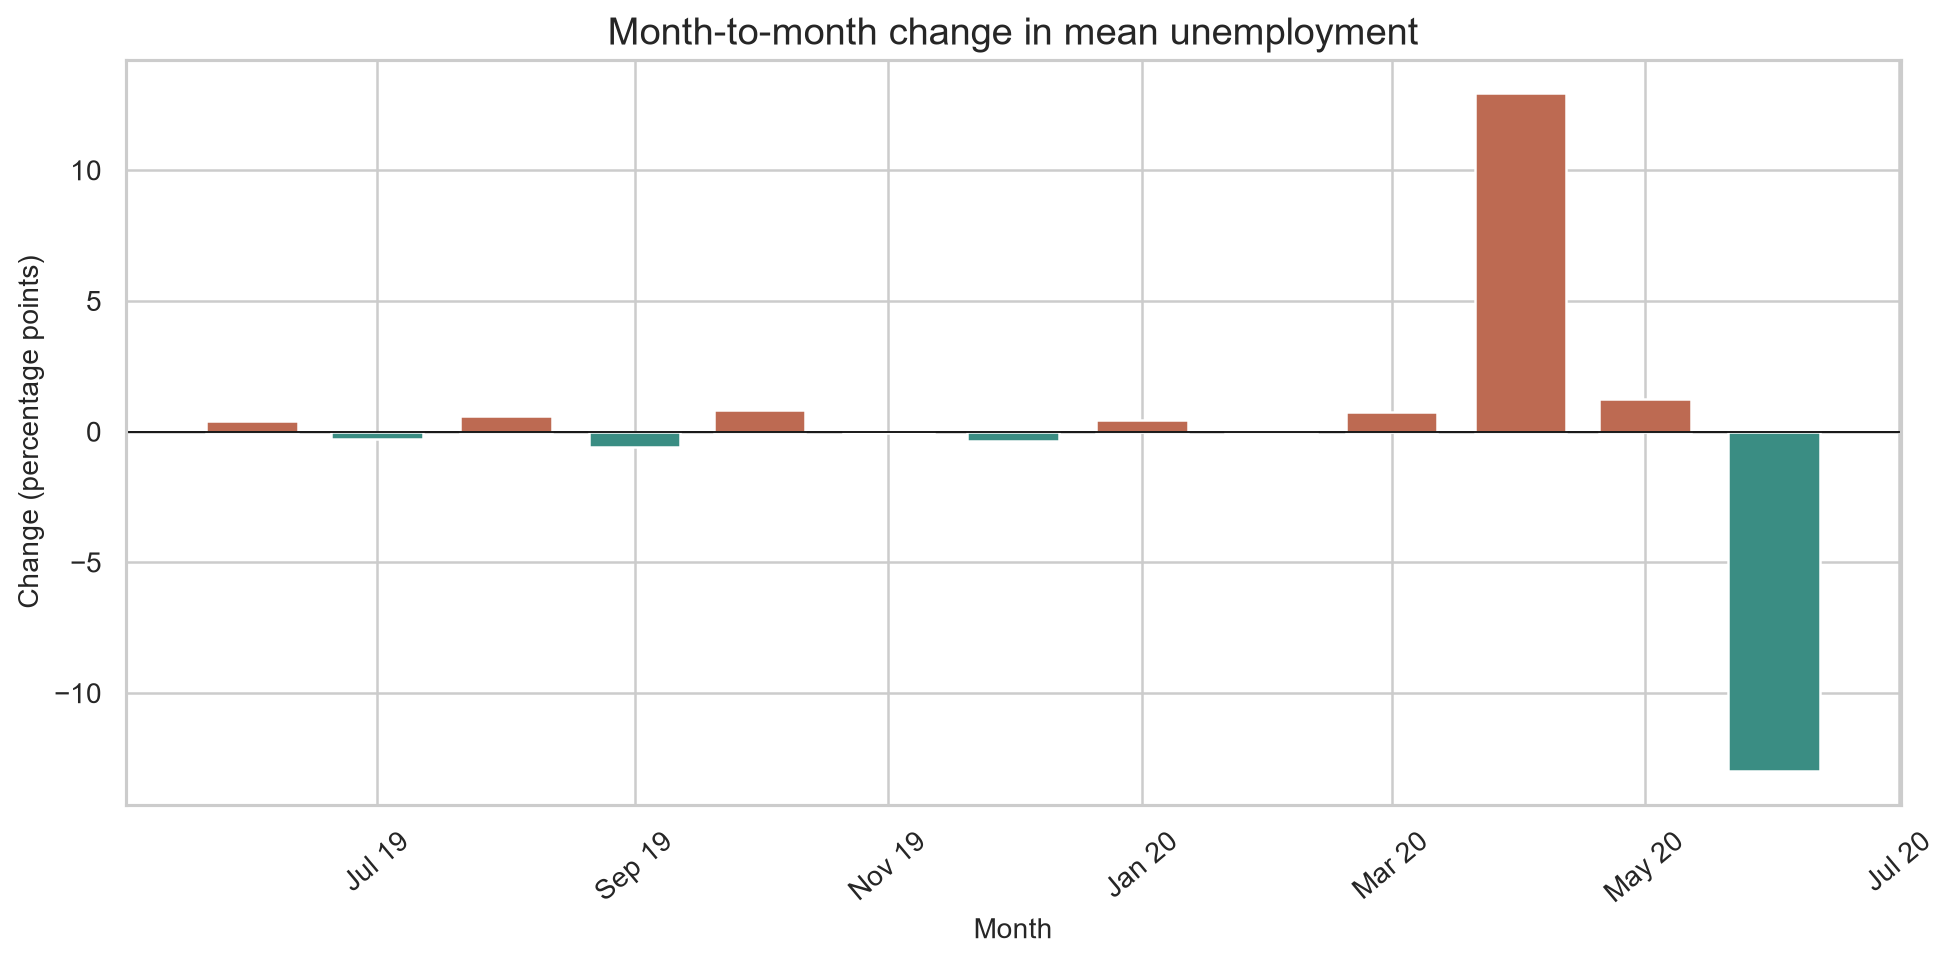 Month-to-month change in mean unemployment
Change (percentage points)
10
5
0
−5
−10
Jul 19
Sep 19
Nov 19
Jan 20
Mar 20
May 20
Jul 20
Month